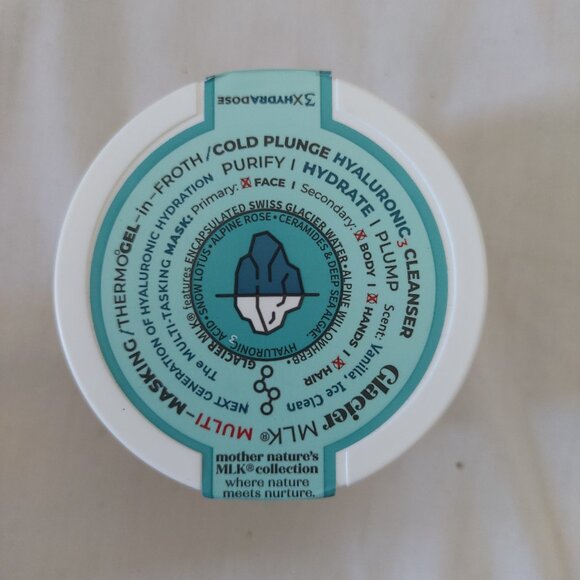 3XHYDRADOSE
Glacier MLK® MULTI-MASKING/THERMOGEL-in-FROTH/COLD PLUNGE HYALURONIC3 CLEANSER
NEXT GENERATION OF HYALURONIC HYDRATION PURIFY I HYDRATE I PLUMP Scent: Vanilla, Ice Clean
The MULTI-TASKING MASK: Primary: ☒ FACE I Secondary: ☒ BODY I ☒ HANDS I ☒ HAIR
GLACIER MLK® features ENCAPSULATED SWISS GLACIER WATER•ALPINE WILLOWHERB•
HYALURONIC3 ACID•SNOW LOTUS•ALPINE ROSE•CERAMIDES & DEEP SEA ALGAE
mother nature's
MLK® collection
where nature
meets nurture.